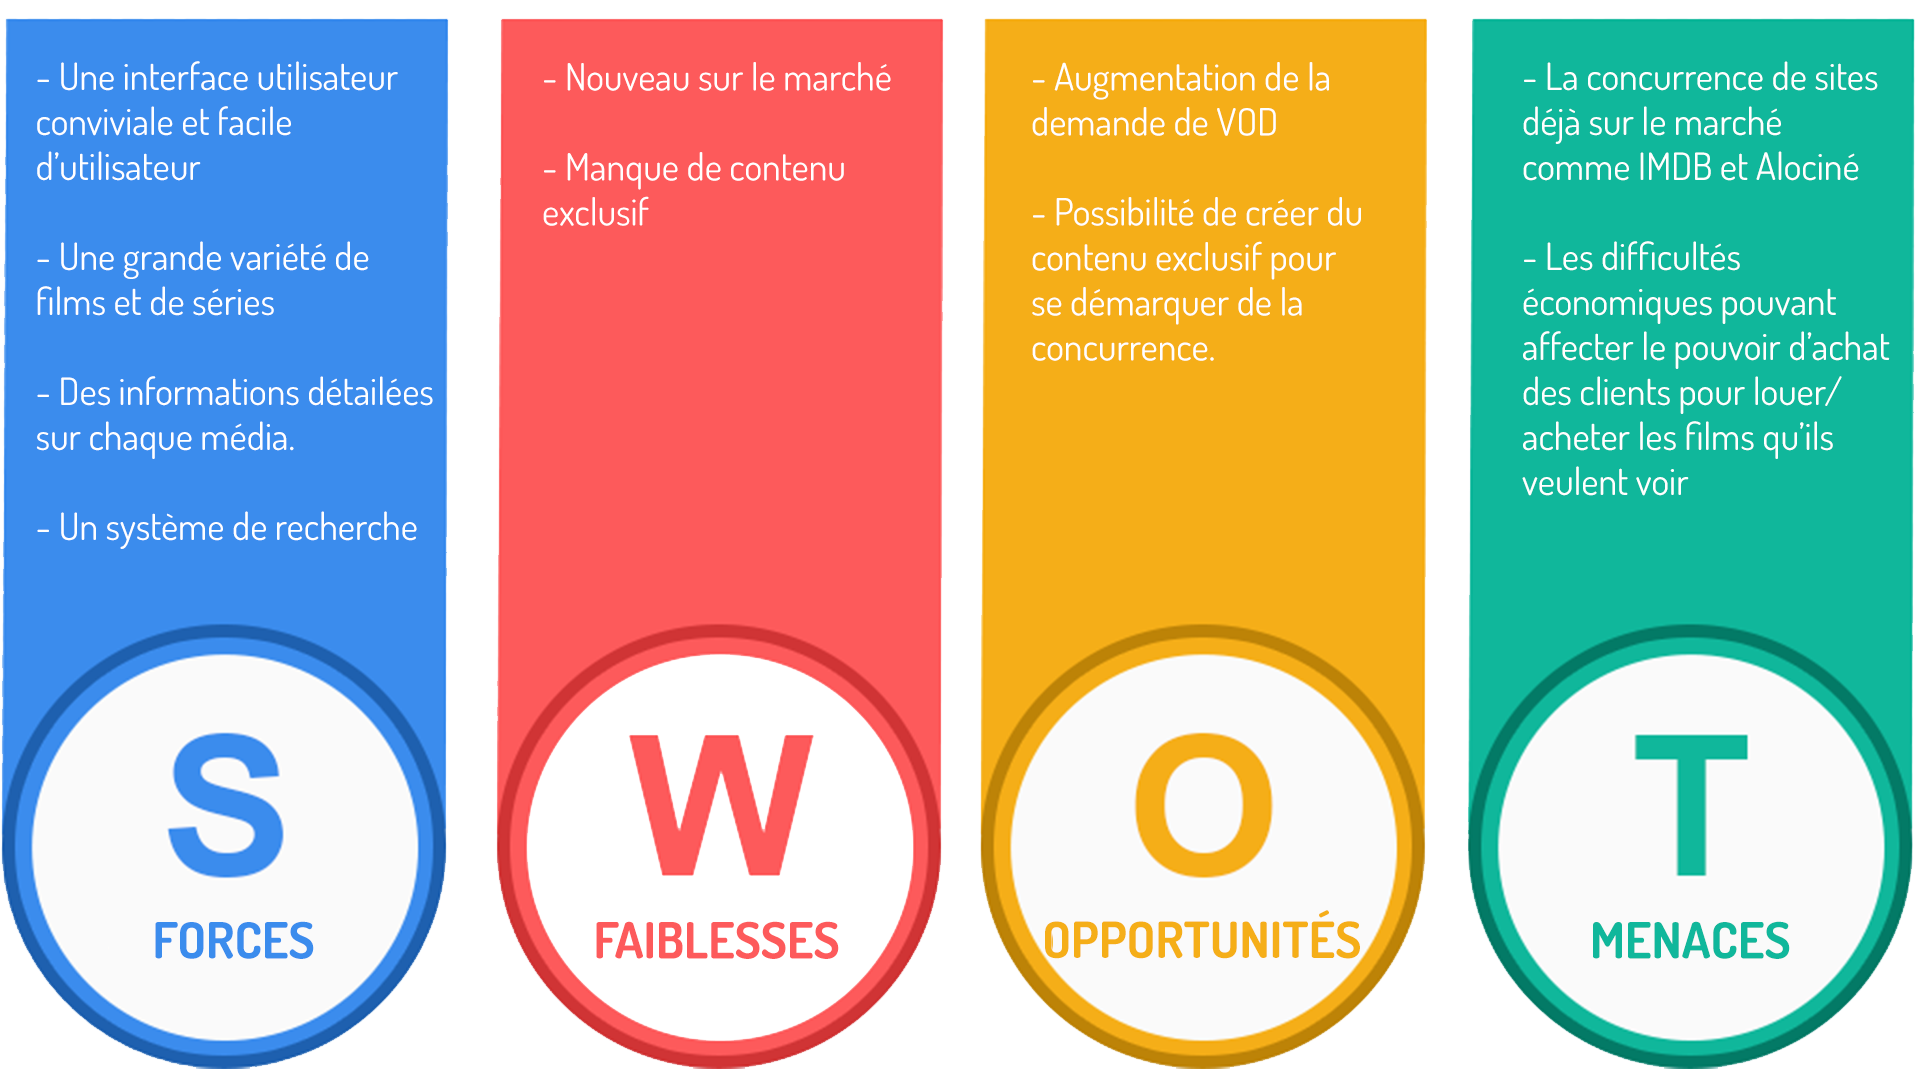 - Une interface utilisateur
conviviale et facile
d'utilisateur
- Une grande variété de
films et de séries
- Des informations détailées
sur chaque média.
- Un système de recherche
S
FORCES
- Nouveau sur le marché
- Manque de contenu
exclusif
W
FAIBLESSES
- Augmentation de la
demande de VOD
- Possibilité de créer du
contenu exclusif pour
se démarquer de la
concurrence.
O
OPPORTUNITÉS
- La concurrence de sites
déjà sur le marché
comme IMDB et Alociné
- Les difficultés
économiques pouvant
affecter le pouvoir d'achat
des clients pour louer/
acheter les films qu'ils
veulent voir
T
MENACES